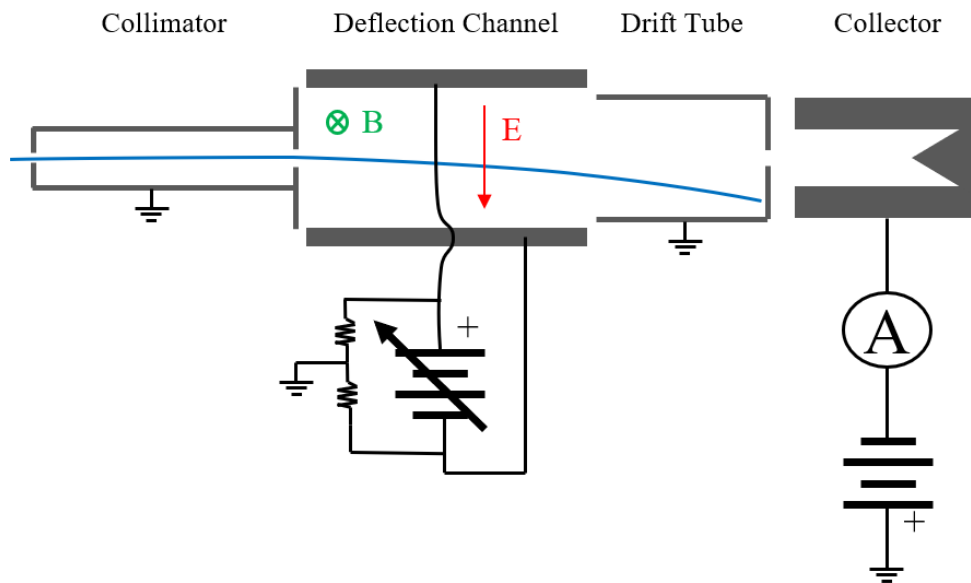 Collimator
Deflection Channel
Drift Tube
Collector
B
E
+
A
+